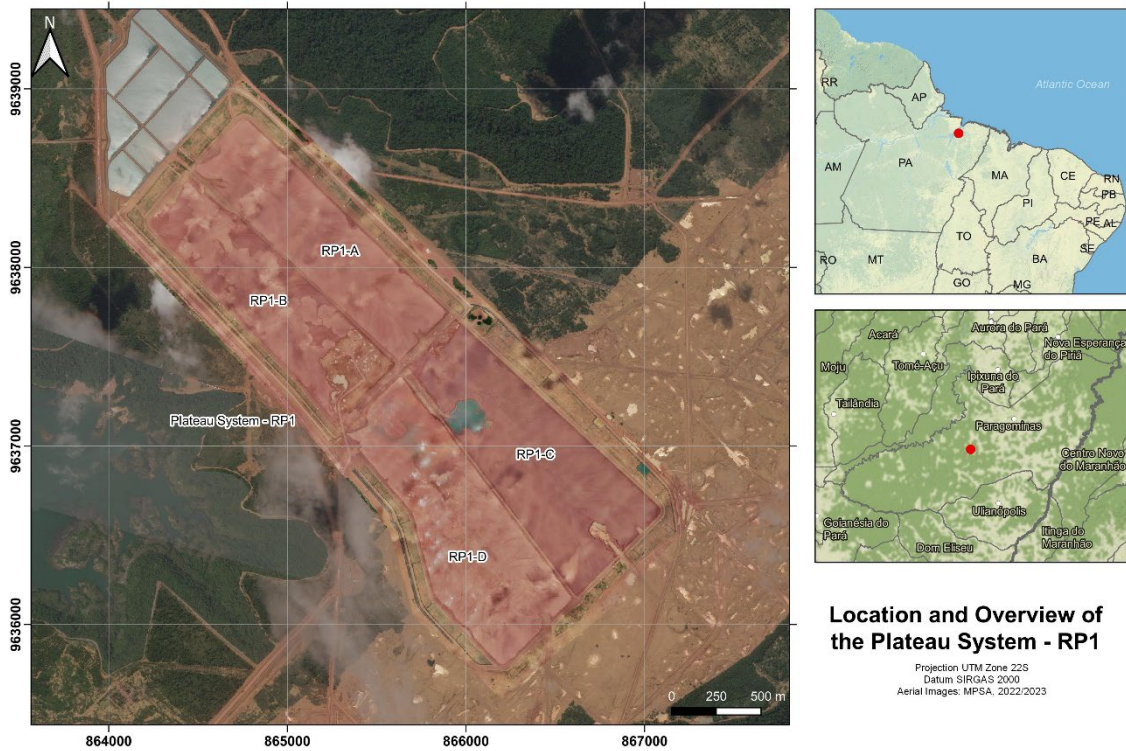 N
9639000
9638000
9637000
9636000
864000
865000
866000
867000
RP1-A
RP1-B
Plateau System - RP1
RP1-C
RP1-D
0 250 500 m
RR
AP
Atlantic Ocean
AM
PA
MA
CE
RN
PB
PI
PE
AL
TO
SE
RO
MT
BA
GO
MG
Aurora do Pará
Acará
Nova Esperança
do Piriá
Moju
Tomé-Açu
Ipixuna do
Pará
Tailândia
Paragominas
Centro Novo
do Maranhão
Ulianópolis
Goianésia do
Pará
Itinga do
Maranhão
Dom Eliseu
Location and Overview of
the Plateau System - RP1
Projection UTM Zone 22S
Datum SIRGAS 2000
Aerial Images: MPSA, 2022/2023